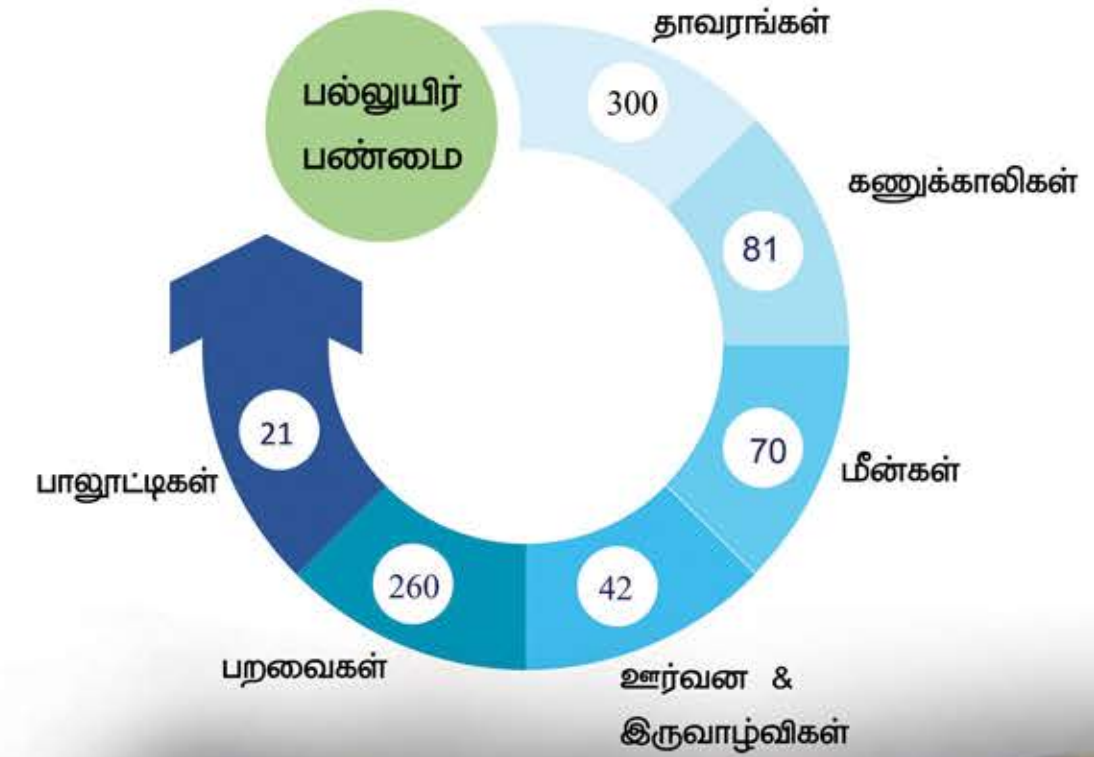 பல்லுயிர்
பண்மை
தாவரங்கள்
300
கணுக்காலிகள்
81
மீன்கள்
70
ஊர்வன &
இருவாழ்விகள்
42
பறவைகள்
260
பாலூட்டிகள்
21